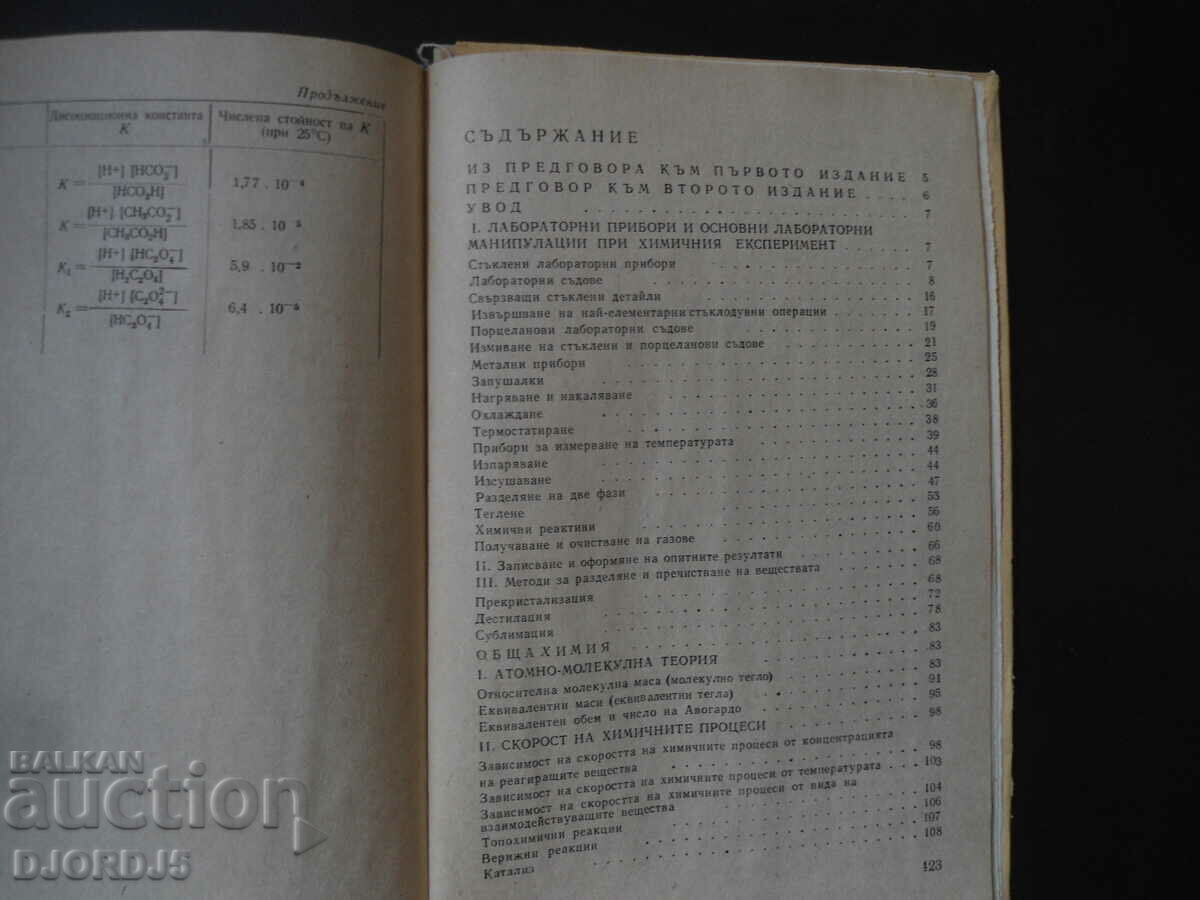 Продължение
Дисоциационна константа K
Числена стойност на K (при 25°C)
K = [H+] [HCO₂⁻] / [HCO₂H] 1,77 . 10⁻⁴
K = [H+] [CH₃CO₂⁻] / [CH₃CO₂H] 1,85 . 10⁻⁵
K₁ = [H+] [HC₂O₄⁻] / [H₂C₂O₄] 5,9 . 10⁻²
K₂ = [H+] [C₂O₄²⁻] / [HC₂O₄⁻] 6,4 . 10⁻⁵
СЪДЪРЖАНИЕ
ИЗ ПРЕДГОВОРА КЪМ ПЪРВОТО ИЗДАНИЕ 5
ПРЕДГОВОР КЪМ ВТОРОТО ИЗДАНИЕ . . . . 6
УВОД . . . . . . . . . . . . . 7
I. ЛАБОРАТОРНИ ПРИБОРИ И ОСНОВНИ ЛАБОРАТОРНИ
МАНИПУЛАЦИИ ПРИ ХИМИЧНИЯ ЕКСПЕРИМЕНТ . . . . . 7
Стъклени лабораторни прибори . . . . . . . . . . 7
Лабораторни съдове . . . . . . . . . . 8
Свързващи стъклени детайли . . . . . . . . . . 16
Извършване на най-елементарни стъклодувни операции . . . . . . 17
Порцеланови лабораторни съдове . . . . . . . . . . 19
Измиване на стъклени и порцеланови съдове . . . . . . . . 21
Метални прибори . . . . . . . . . . 25
Запушалки . . . . . . . . . . 28
Нагряване и накаляване . . . . . . . . . . 31
Охлаждане . . . . . . . . . . 36
Термостатиране . . . . . . . . . . 38
Прибори за измерване на температурата . . . . . . . . 39
Изпаряване . . . . . . . . . . 44
Изсушаване . . . . . . . . . . 44
Разделяне на две фази . . . . . . . . . . 47
Теглене . . . . . . . . . . 53
Химичви реактиви . . . . . . . . . . 56
Получаване и очистване на газове . . . . . . . . 60
II. Записване и оформяне на опитните резултати . . . . . . 66
III. Методи за разделяне и пречистване на веществата . . . . . 68
Прекристализация . . . . . . . . . . 68
Дестилация . . . . . . . . . . 72
Сублимация . . . . . . . . . . 78
ОБЩА ХИМИЯ . . . . . . . . . . 83
I. АТОМНО-МОЛЕКУЛНА ТЕОРИЯ . . . . . . . . 83
Относителна молекулна маса (молекулно тегло) . . . . . . 83
Еквивалентни маси (еквивалентни тегла) . . . . . . . 91
Еквивалентен обем и число на Авогардо . . . . . . . 95
II. СКОРОСТ НА ХИМИЧНИТЕ ПРОЦЕСИ . . . . . . . 98
Зависимост на скоростта на химичните процеси от концентрацията
на реагиращите вещества . . . . . . . . . . 98
Зависимост на скоростта на химичните процеси от температурата . . . 103
Зависимост на скоростта на химичните процеси от вида на
взаимодействуващите вещества . . . . . . . . 104
Топохимични реакции . . . . . . . . . . 106
Верижни реакции . . . . . . . . . . 107
Катализ . . . . . . . . . . 108
423
BALKAN
auction
DJORDJ5